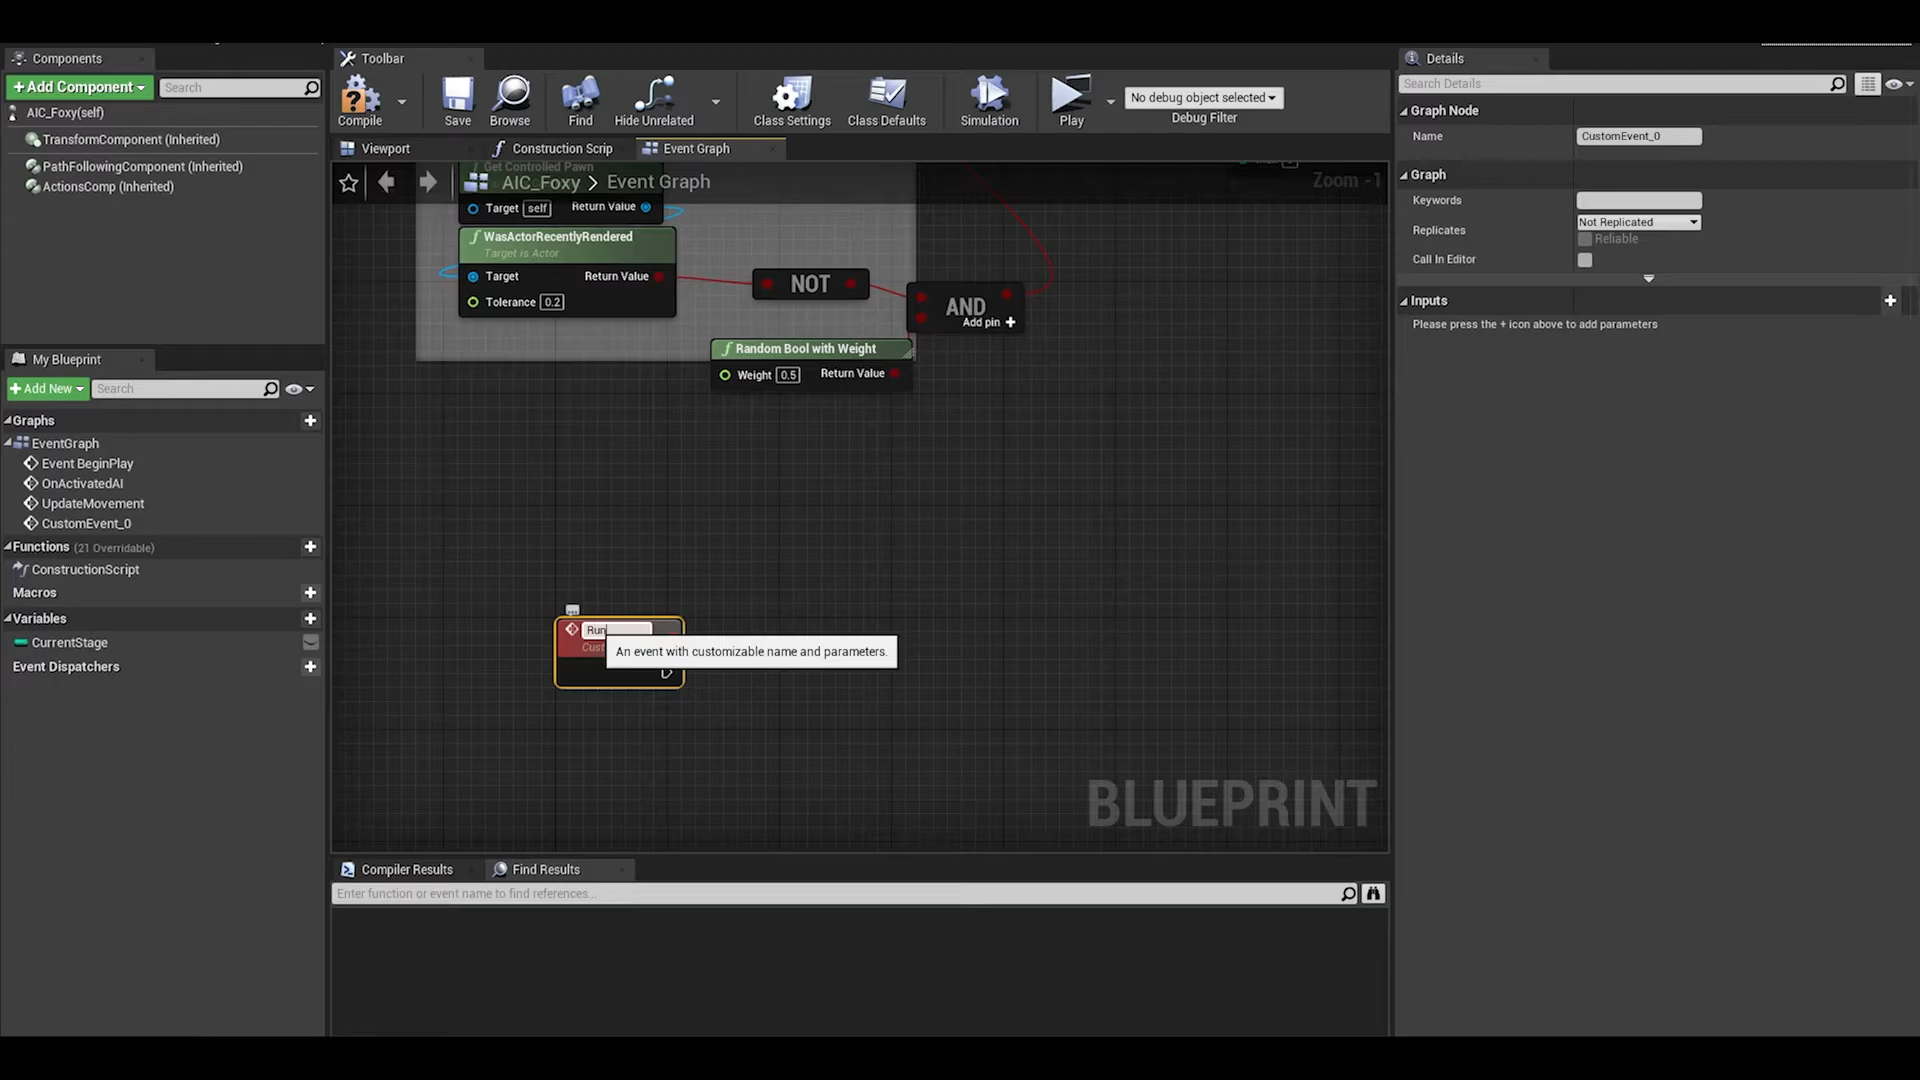 Components
+Add Component
Search
AIC_Foxy(self)
TransformComponent (Inherited)
PathFollowingComponent (Inherited)
ActionsComp (Inherited)
My Blueprint
+Add New
Search
Graphs
EventGraph
Event BeginPlay
OnActivatedAI
UpdateMovement
CustomEvent_0
Functions (21 Overridable)
ConstructionScript
Macros
Variables
CurrentStage
Event Dispatchers
Toolbar
Compile
Save
Browse
Find
Hide Unrelated
Class Settings
Class Defaults
Simulation
Play
No debug object selected
Debug Filter
Viewport
Construction Scrip
Event Graph
AIC_Foxy > Event Graph
Zoom -1
Get Controlled Pawn
Target self Return Value
WasActorRecentlyRendered
Target is Actor
Target Return Value
Tolerance 0.2
NOT
AND
Add pin +
Random Bool with Weight
Weight 0.5 Return Value
Run
Cust
An event with customizable name and parameters.
BLUEPRINT
Compiler Results
Find Results
Enter function or event name to find references...
Details
Search Details
Graph Node
Name CustomEvent_0
Graph
Keywords
Replicates Not Replicated
Reliable
Call In Editor
Inputs
Please press the + icon above to add parameters